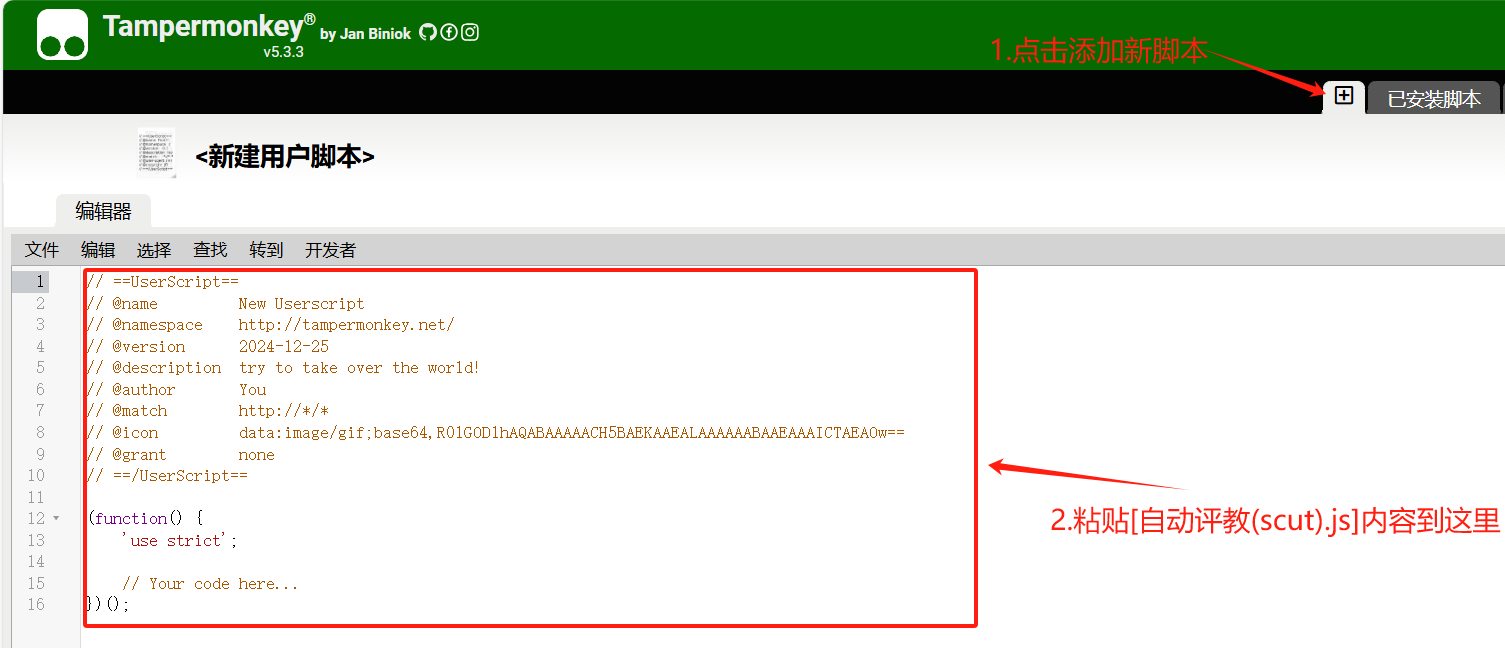 Tampermonkey® by Jan Biniok
v5.3.3
1.点击添加新脚本
已安装脚本
<新建用户脚本>
编辑器
文件 编辑 选择 查找 转到 开发者
1 // ==UserScript==
2 // @name         New Userscript
3 // @namespace    http://tampermonkey.net/
4 // @version      2024-12-25
5 // @description  try to take over the world!
6 // @author       You
7 // @match        http://*/*
8 // @icon         data:image/gif;base64,R0lGODlhAQABAAAAACH5BAEKAAEALAAAAAABAAEAAAICTAEAOw==
9 // @grant        none
10 // ==/UserScript==
11
12 (function() {
13     'use strict';
14
15     // Your code here...
16 })();
2.粘贴[自动评教(scut).js]内容到这里